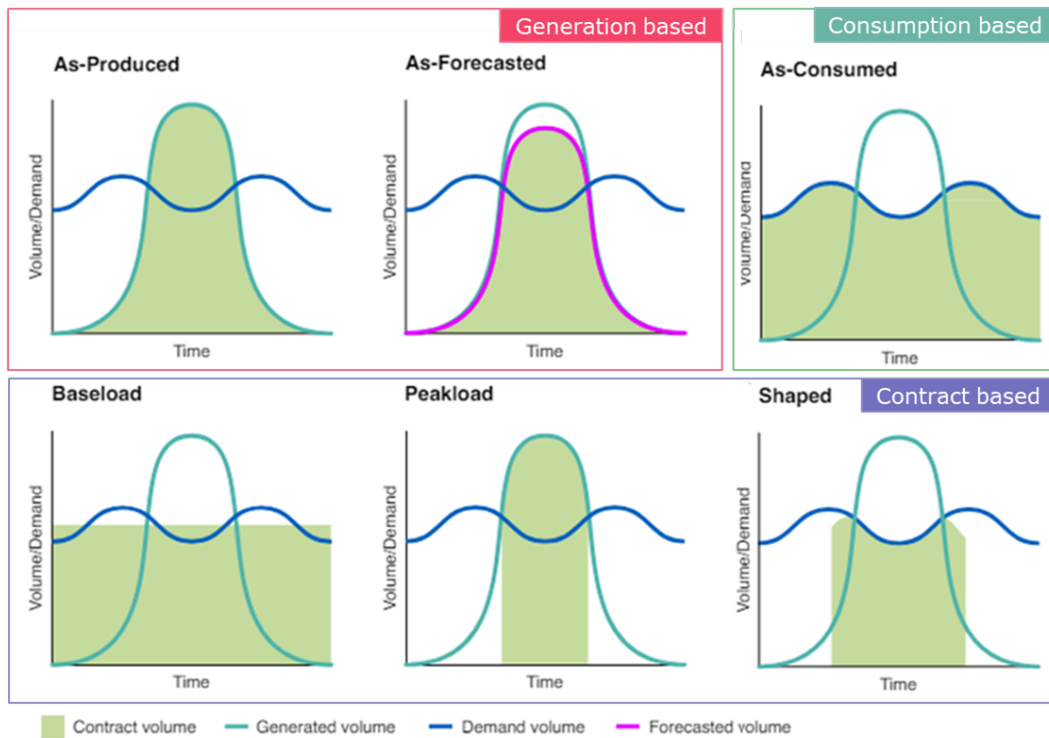 Generation based
Consumption based
As-Produced
As-Forecasted
As-Consumed
Volume/Demand
Volume/Demand
Volume/Demand
Time
Time
Time
Baseload
Peakload
Shaped
Contract based
Volume/Demand
Volume/Demand
Volume/Demand
Time
Time
Time
Contract volume
Generated volume
Demand volume
Forecasted volume